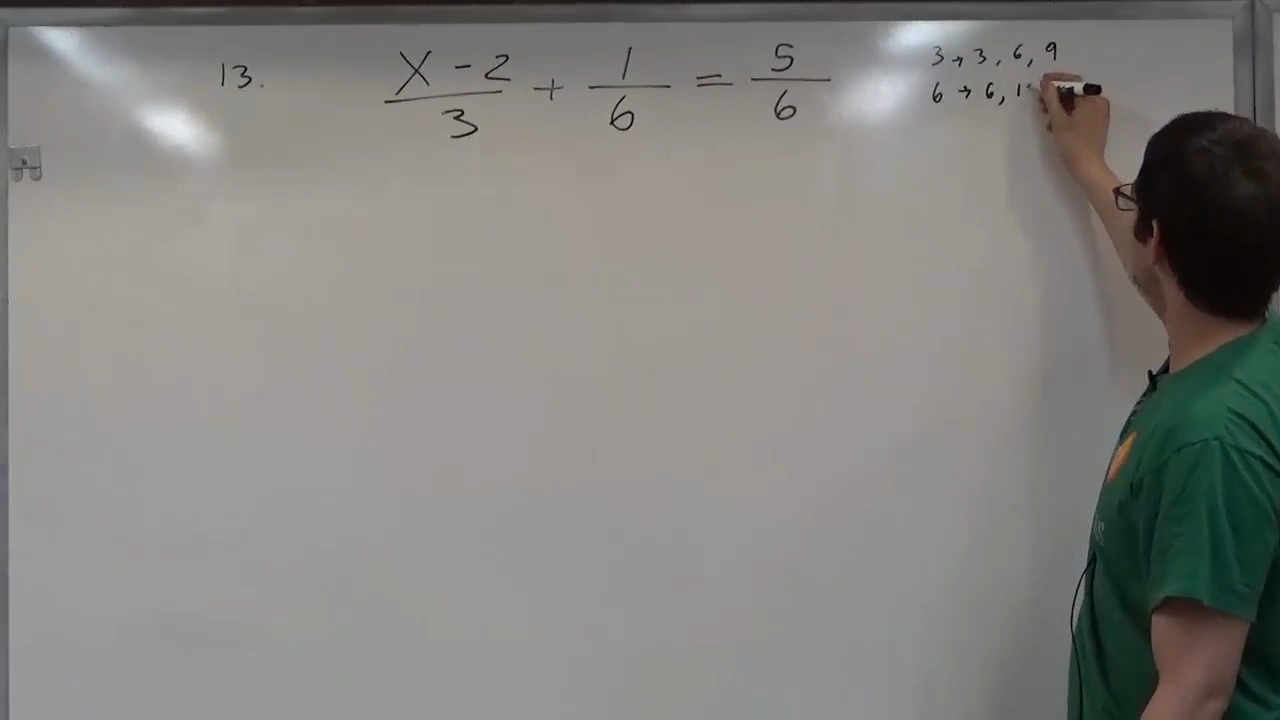 13. (x-2)/3 + 1/6 = 5/6
3 → 3, 6, 9
6 → 6, 1